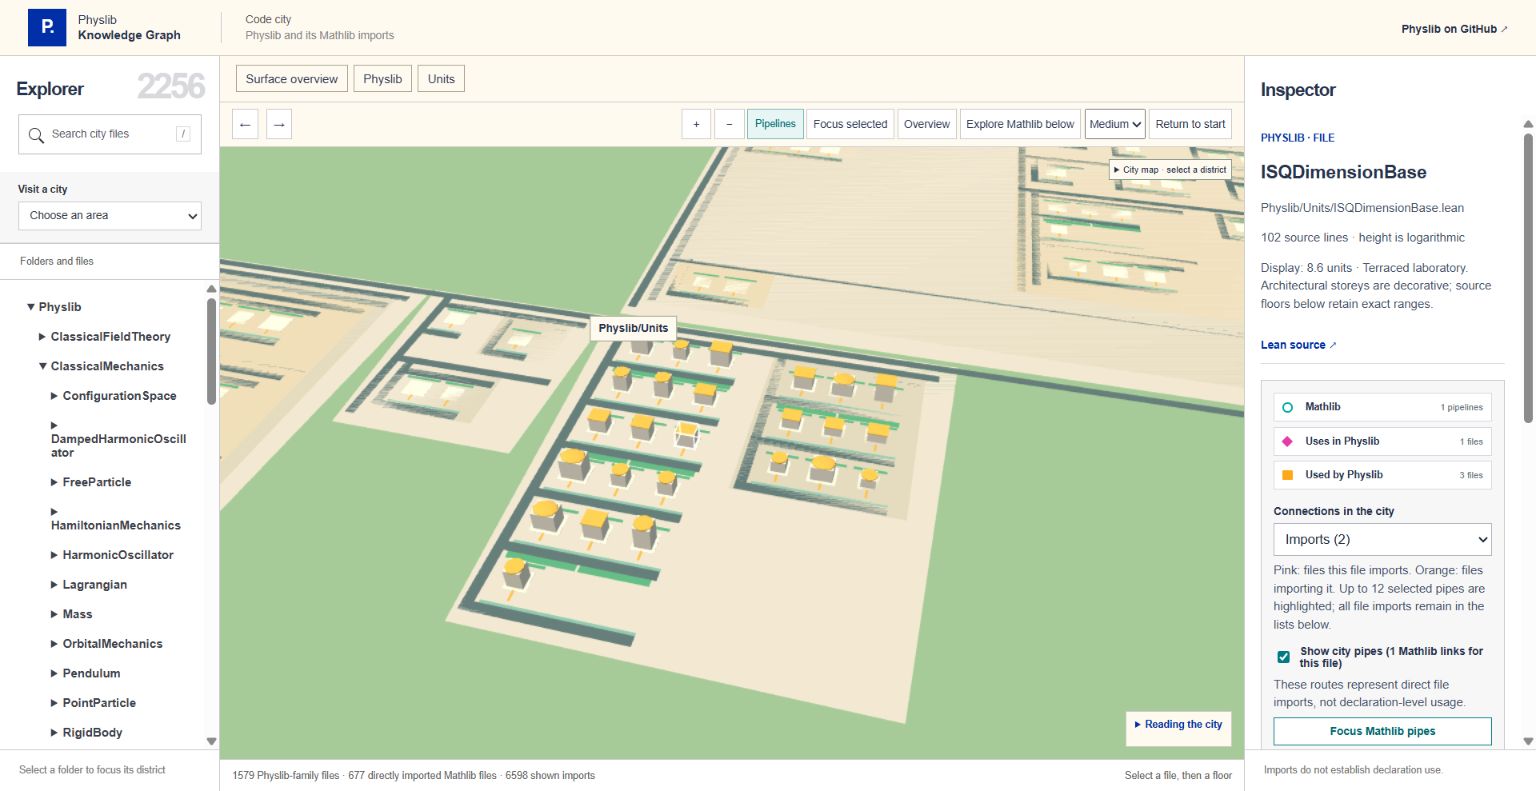 P.
Physlib
Knowledge Graph
Code city
Physlib and its Mathlib imports
Physlib on GitHub ↗
Explorer
2256
Search city files
/
Visit a city
Choose an area
Folders and files
▼ Physlib
▶ ClassicalFieldTheory
▼ ClassicalMechanics
▶ ConfigurationSpace
▶
DampedHarmonicOscill
ator
▶ FreeParticle
▶
HamiltonianMechanics
▶ HarmonicOscillator
▶ Lagrangian
▶ Mass
▶ OrbitalMechanics
▶ Pendulum
▶ PointParticle
▶ RigidBody
Select a folder to focus its district
Surface overview
Physlib
Units
← →
+ − Pipelines Focus selected Overview Explore Mathlib below Medium Return to start
▶ City map · select a district
Physlib/Units
▶ Reading the city
1579 Physlib-family files · 677 directly imported Mathlib files · 6598 shown imports
Select a file, then a floor
Inspector
PHYSLIB · FILE
ISQDimensionBase
Physlib/Units/ISQDimensionBase.lean
102 source lines · height is logarithmic
Display: 8.6 units · Terraced laboratory.
Architectural storeys are decorative; source
floors below retain exact ranges.
Lean source ↗
Mathlib 1 pipelines
Uses in Physlib 1 files
Used by Physlib 3 files
Connections in the city
Imports (2)
Pink: files this file imports. Orange: files
importing it. Up to 12 selected pipes are
highlighted; all file imports remain in the
lists below.
Show city pipes (1 Mathlib links for
this file)
These routes represent direct file
imports, not declaration-level usage.
Focus Mathlib pipes
Imports do not establish declaration use.